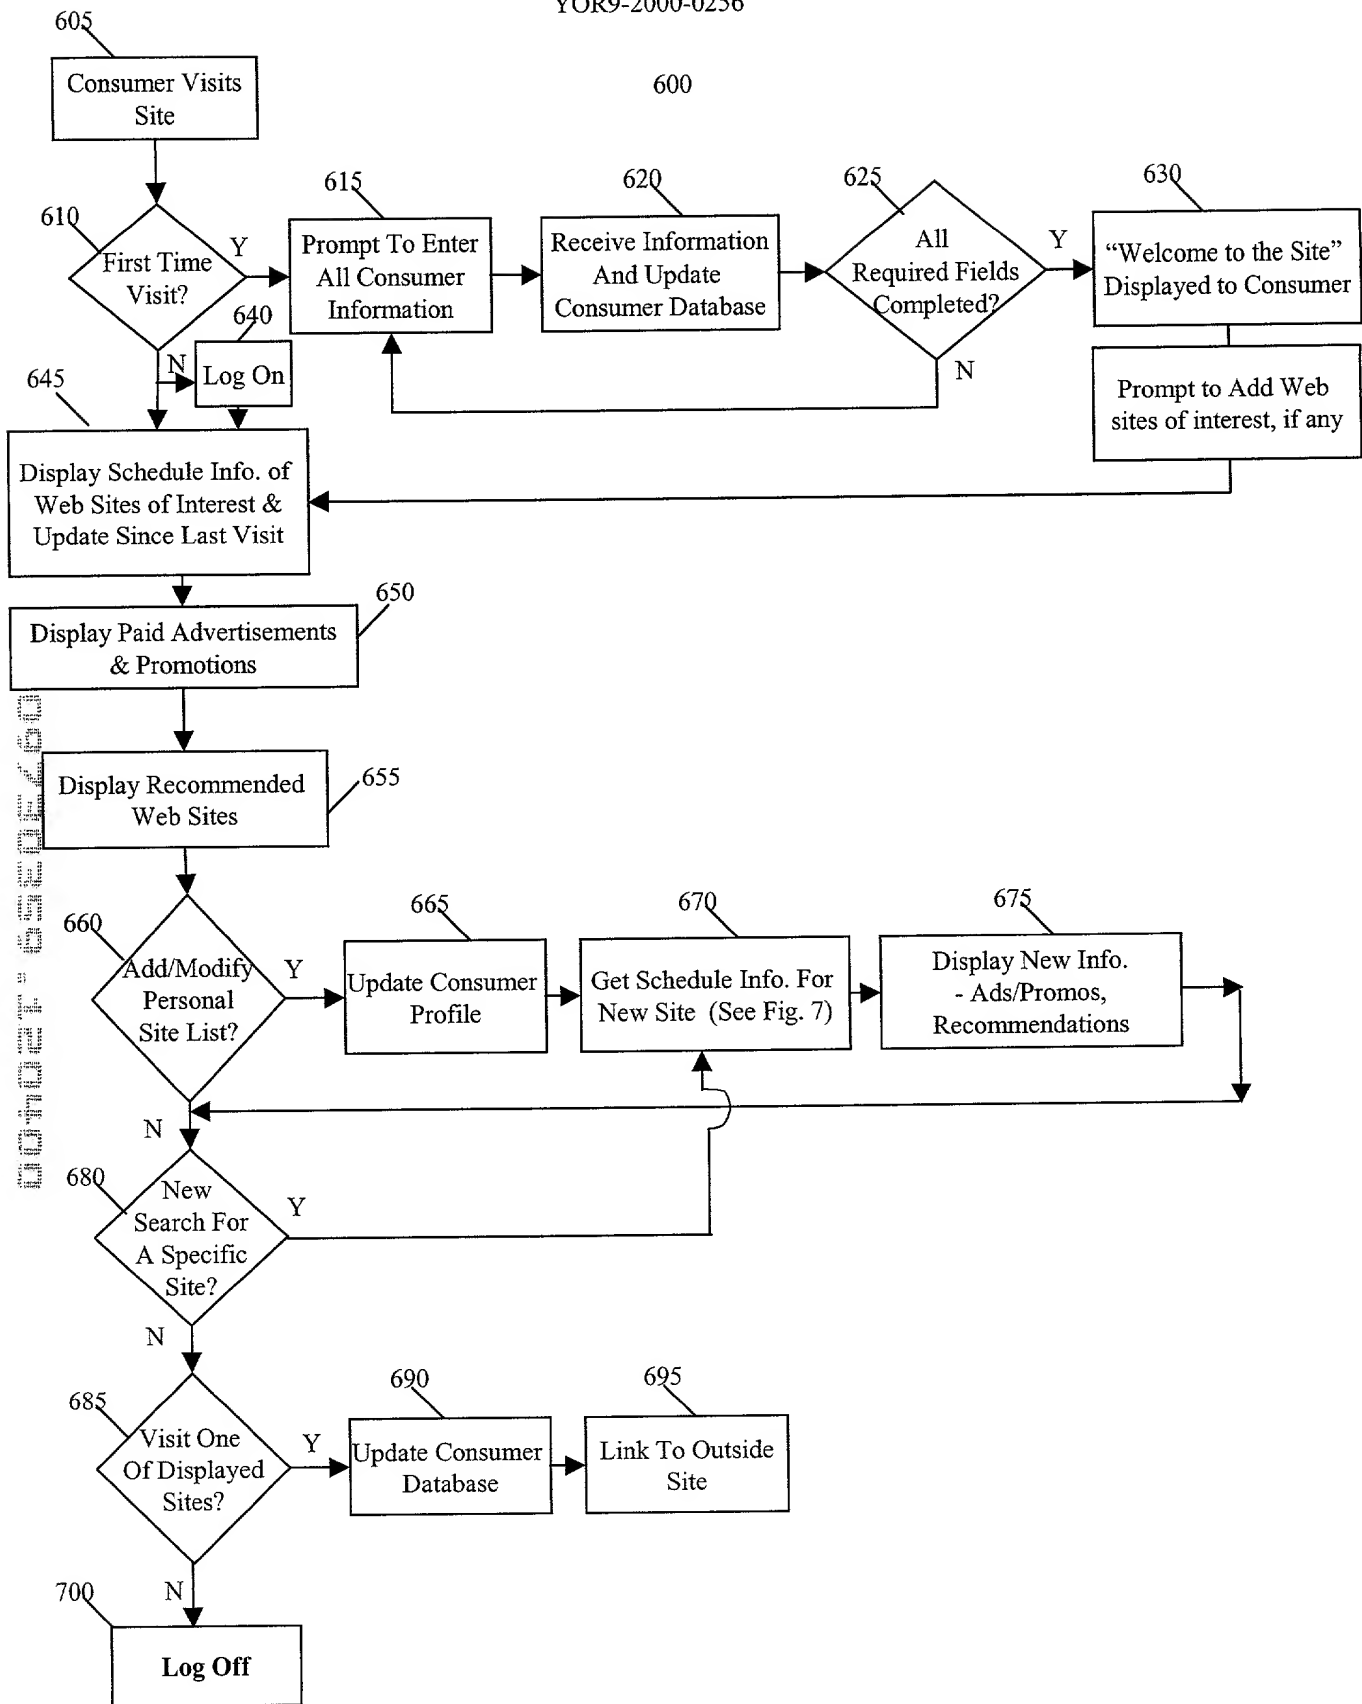 YOR9-2000-0256
600
605
Consumer Visits
Site
610
First Time
Visit?
Y
N
615
Prompt To Enter
All Consumer
Information
620
Receive Information
And Update
Consumer Database
625
All
Required Fields
Completed?
Y
N
630
“Welcome to the Site”
Displayed to Consumer
Prompt to Add Web
sites of interest, if any
640
Log On
645
Display Schedule Info. of
Web Sites of Interest &
Update Since Last Visit
650
Display Paid Advertisements
& Promotions
655
Display Recommended
Web Sites
660
Add/Modify
Personal
Site List?
Y
N
665
Update Consumer
Profile
670
Get Schedule Info. For
New Site (See Fig. 7)
675
Display New Info.
- Ads/Promos,
Recommendations
680
New
Search For
A Specific
Site?
Y
N
685
Visit One
Of Displayed
Sites?
Y
N
690
Update Consumer
Database
695
Link To Outside
Site
700
Log Off